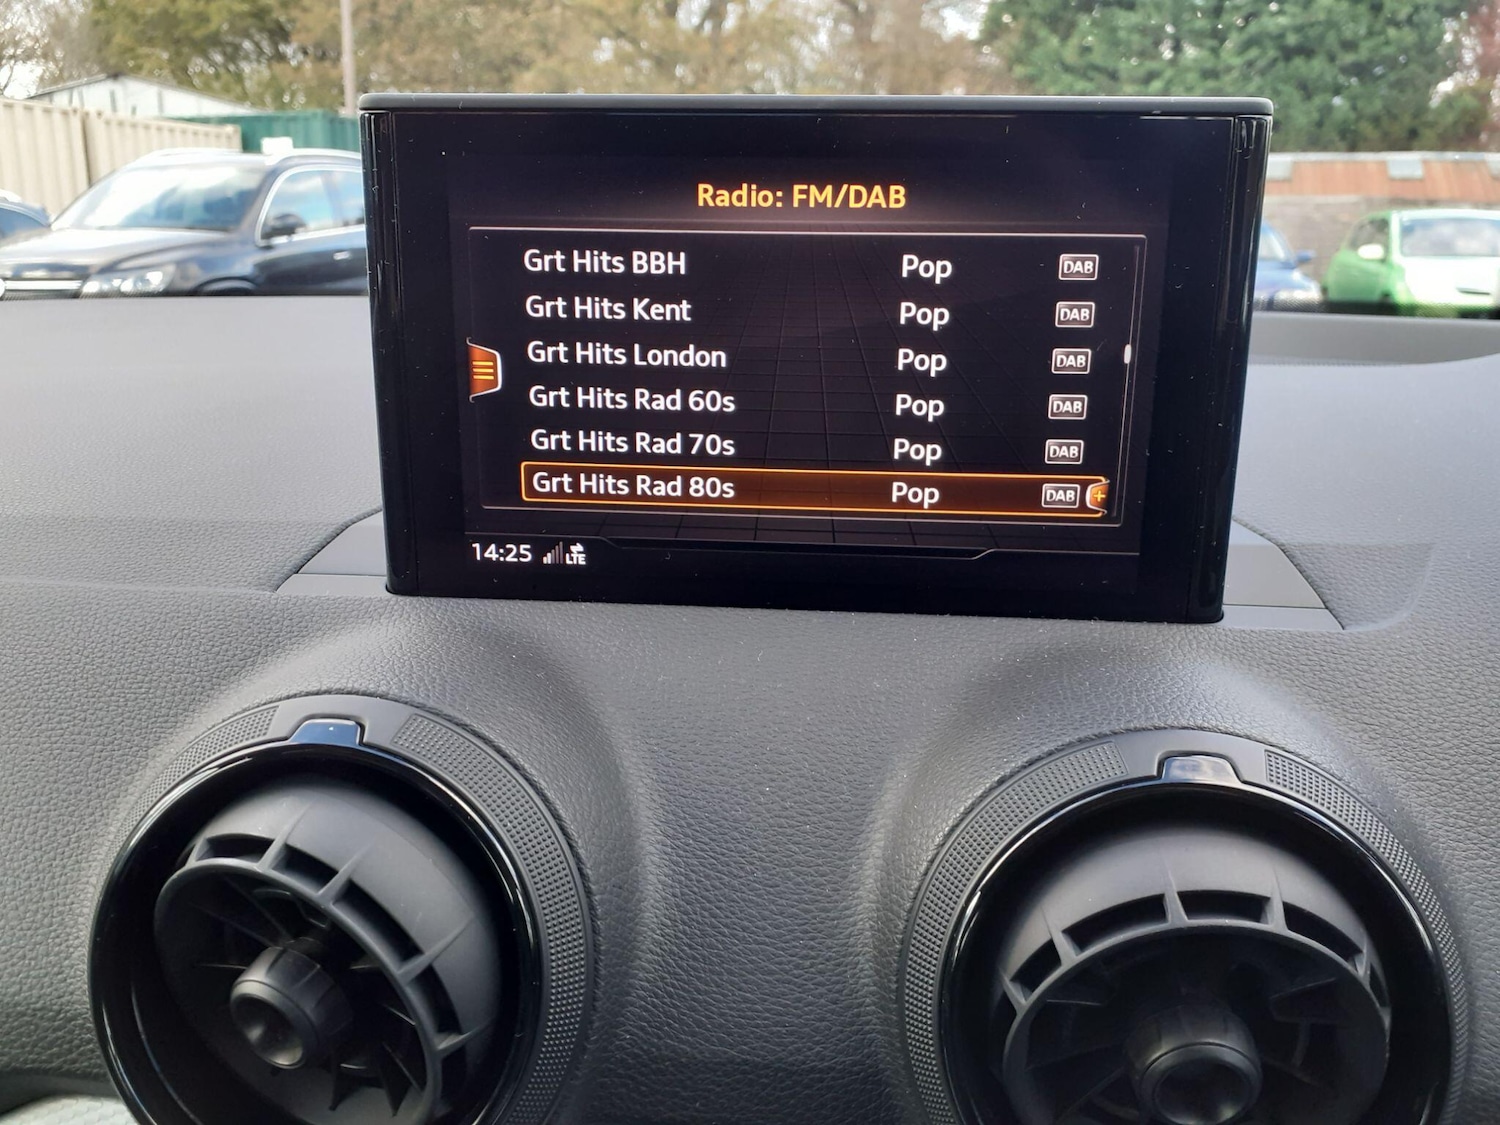 Radio: FM/DAB
Grt Hits BBH Pop DAB
Grt Hits Kent Pop DAB
Grt Hits London Pop DAB
Grt Hits Rad 60s Pop DAB
Grt Hits Rad 70s Pop DAB
Grt Hits Rad 80s Pop DAB +
14:25 LTE